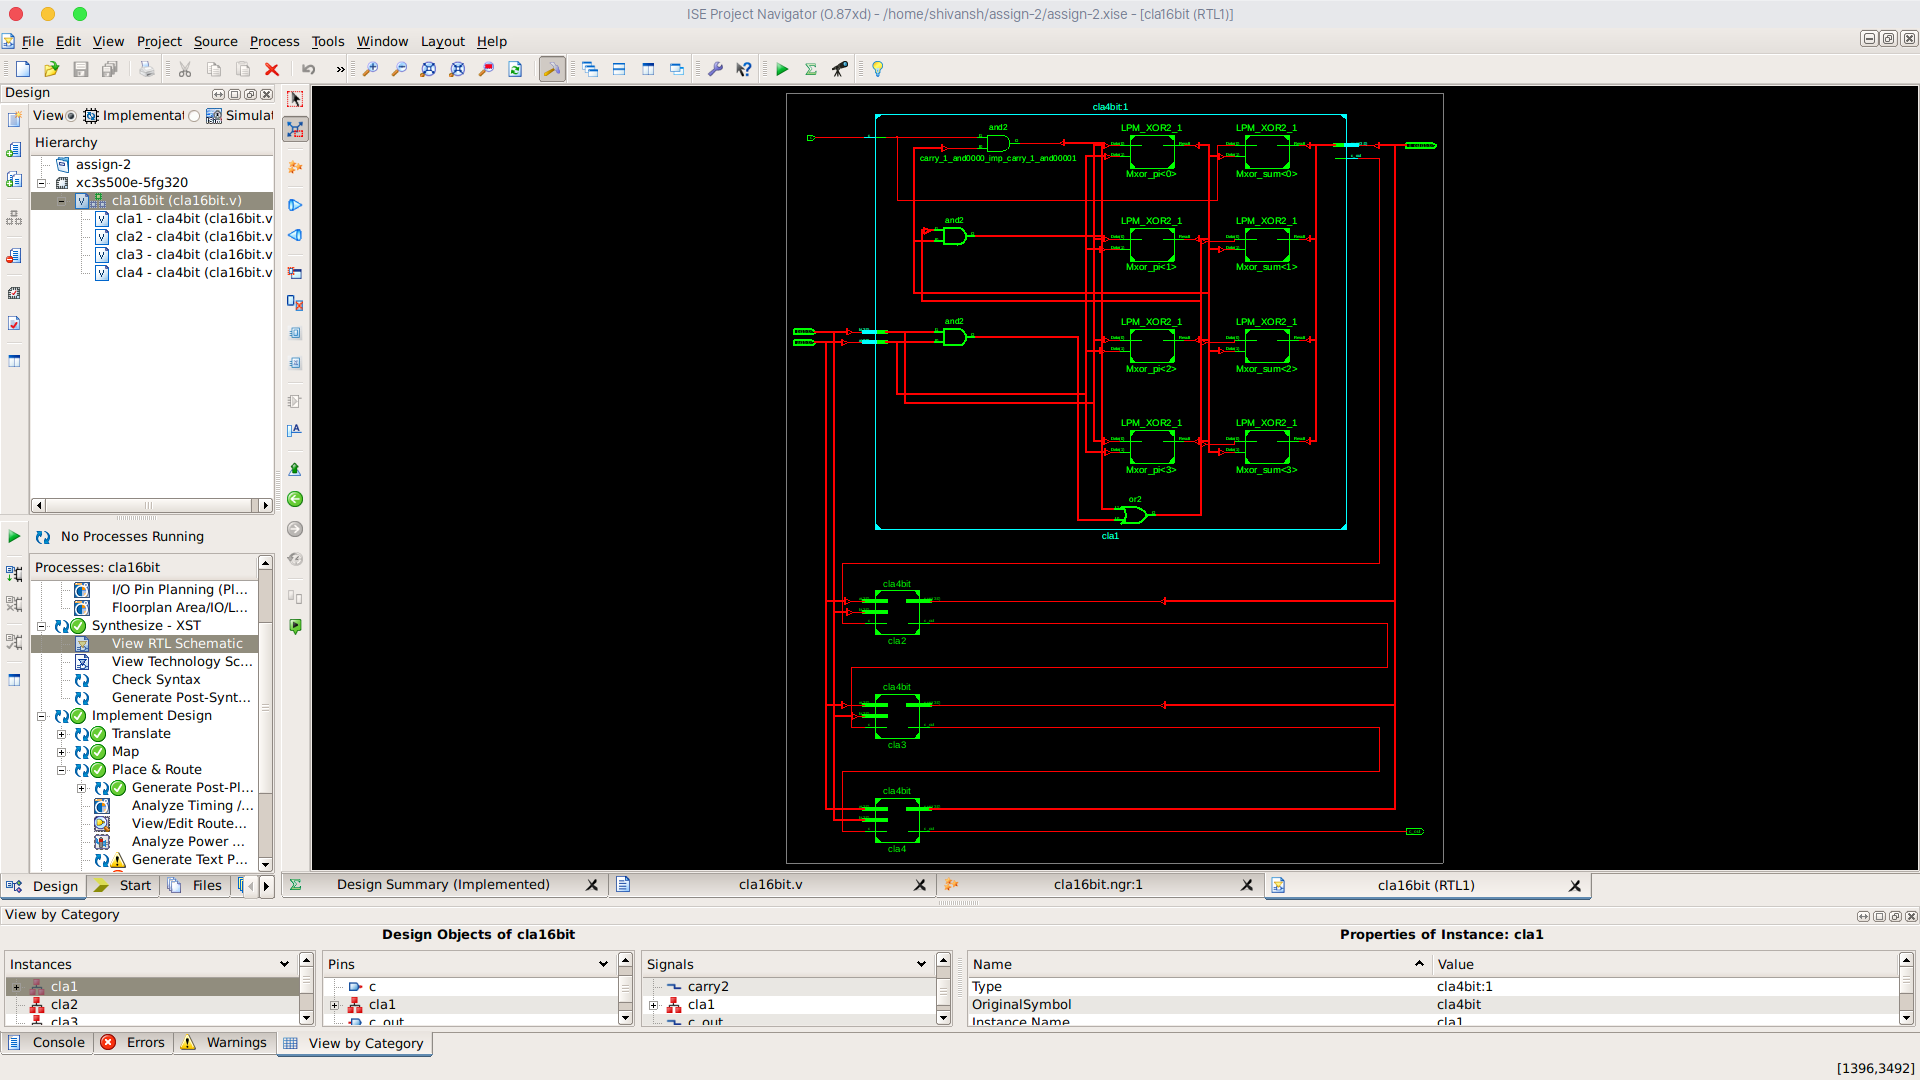 ISE Project Navigator (0.87xd) - /home/shivansh/assign-2/assign-2.xise - [cla16bit (RTL1)]
File Edit View Project Source Process Tools Window Layout Help
Design
View: Implementat Simulat
Hierarchy
assign-2
xc3s500e-5fg320
cla16bit (cla16bit.v)
cla1 - cla4bit (cla16bit.v
cla2 - cla4bit (cla16bit.v
cla3 - cla4bit (cla16bit.v
cla4 - cla4bit (cla16bit.v
No Processes Running
Processes: cla16bit
I/O Pin Planning (Pl...
Floorplan Area/IO/L...
Synthesize - XST
View RTL Schematic
View Technology Sc...
Check Syntax
Generate Post-Synt...
Implement Design
Translate
Map
Place & Route
Generate Post-Pl...
Analyze Timing /...
View/Edit Route...
Analyze Power ...
Generate Text P...
Design Start Files
cla4bit:1
and2 LPM_XOR2_1 LPM_XOR2_1
carry_1_and0000_imp_carry_1_and00001
Mxor_pi<0> Mxor_sum<0>
and2 LPM_XOR2_1 LPM_XOR2_1
Mxor_pi<1> Mxor_sum<1>
and2 LPM_XOR2_1 LPM_XOR2_1
Mxor_pi<2> Mxor_sum<2>
LPM_XOR2_1 LPM_XOR2_1
Mxor_pi<3> Mxor_sum<3>
or2
cla1
cla4bit
cla2
cla4bit
cla3
cla4bit
cla4
Design Summary (Implemented) cla16bit.v cla16bit.ngr:1 cla16bit (RTL1)
View by Category
Design Objects of cla16bit Properties of Instance: cla1
Instances Pins Signals Name Value
cla1 c carry2 Type cla4bit:1
cla2 cla1 cla1 OriginalSymbol cla4bit
cla3 c_out c_out Instance Name cla1
Console Errors Warnings View by Category
[1396,3492]